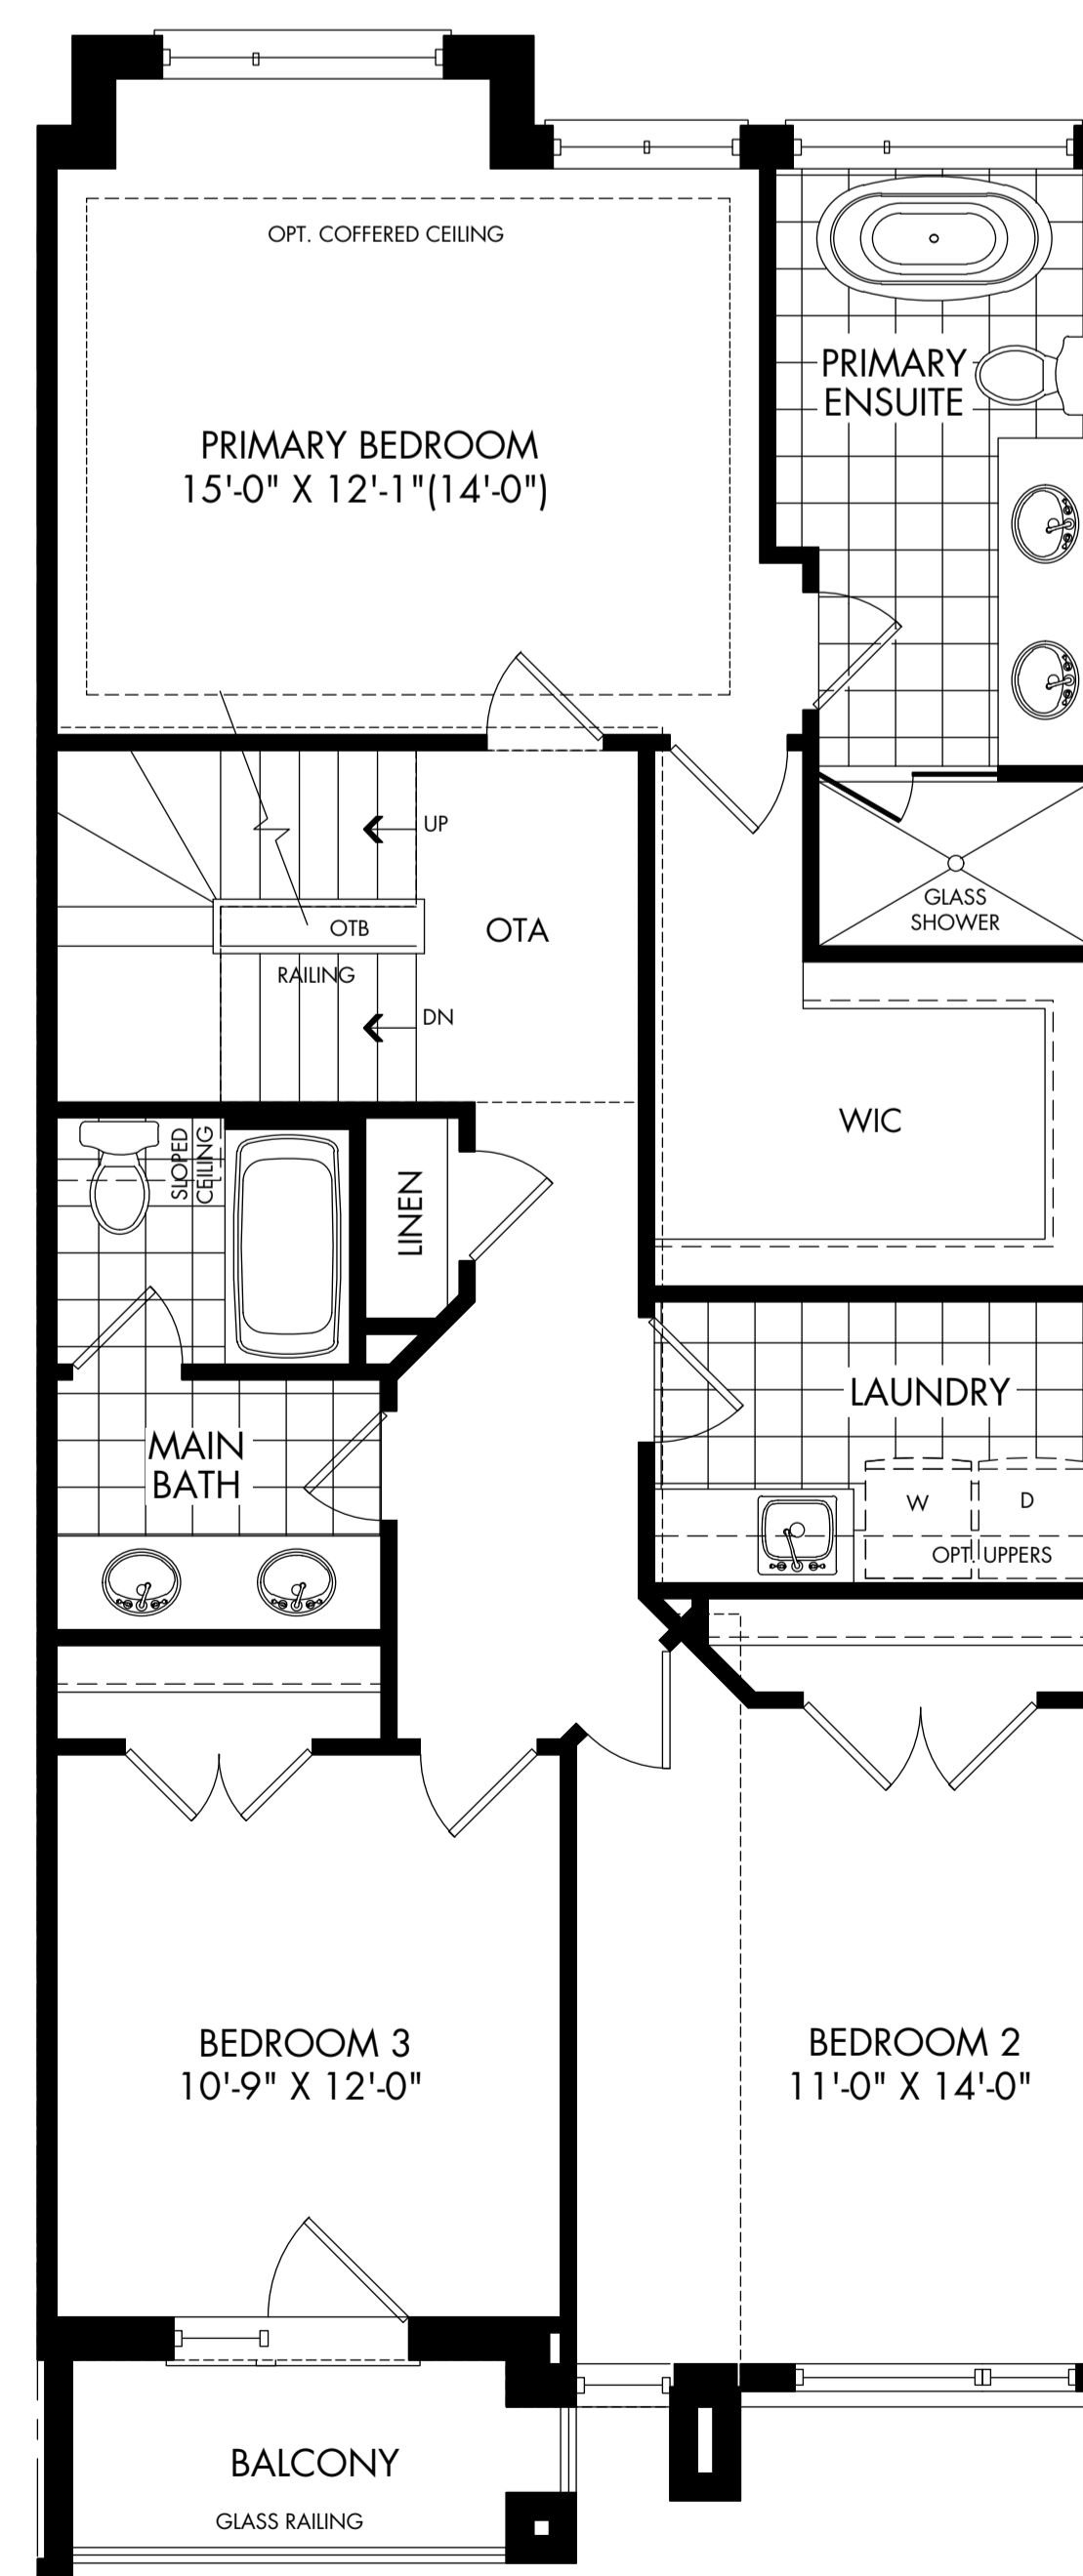 OPT. COFFERED CEILING
PRIMARY
ENSUITE
PRIMARY BEDROOM
15'-0" X 12'-1"(14'-0")
UP
GLASS
SHOWER
OTB
OTA
RAILING
DN
WIC
SLOPED
CEILING
LINEN
LAUNDRY
MAIN
BATH
W
D
OPT. UPPERS
BEDROOM 3
10'-9" X 12'-0"
BEDROOM 2
11'-0" X 14'-0"
BALCONY
GLASS RAILING